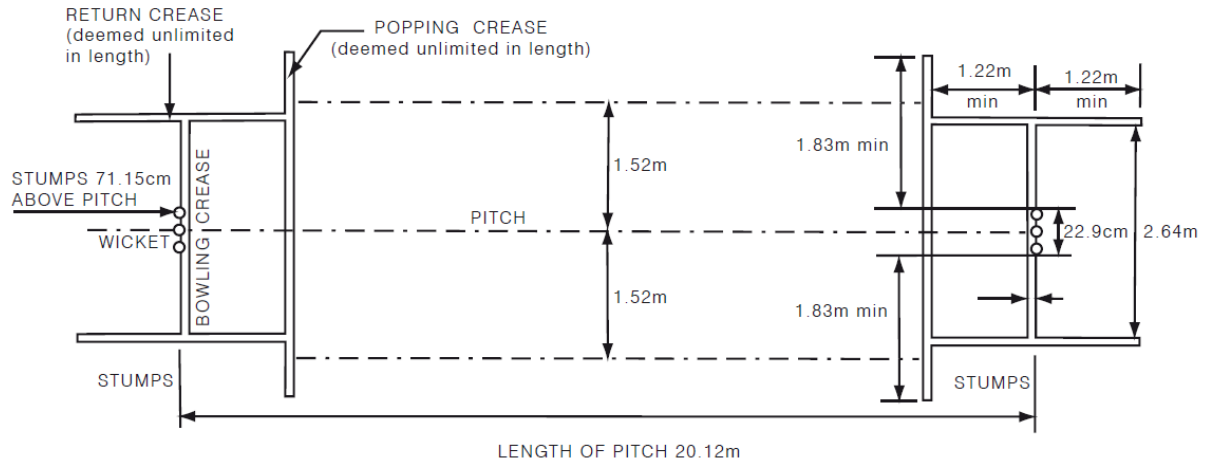 RETURN CREASE
(deemed unlimited
in length)
POPPING CREASE
(deemed unlimited in length)
1.22m
min
1.22m
min
1.83m min
1.52m
STUMPS 71.15cm
ABOVE PITCH
BOWLING CREASE
PITCH
WICKET
22.9cm
2.64m
1.52m
1.83m min
STUMPS
STUMPS
LENGTH OF PITCH 20.12m